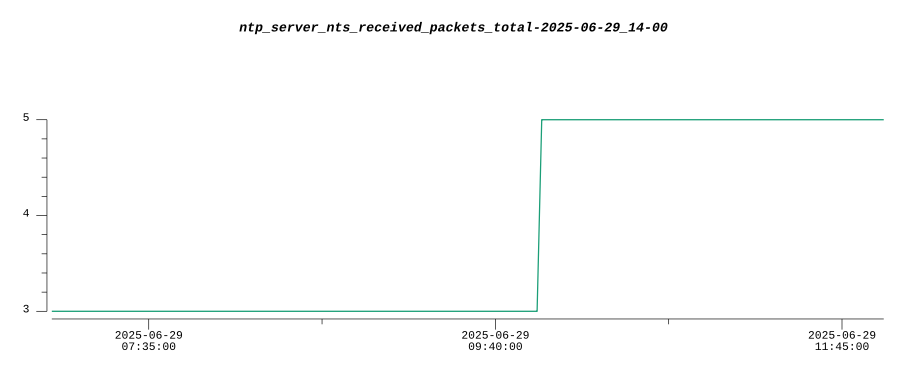 ntp_server_nts_received_packets_total-2025-06-29_14-00
5
4
3
2025-06-29 2025-06-29 2025-06-29
07:35:00 09:40:00 11:45:00